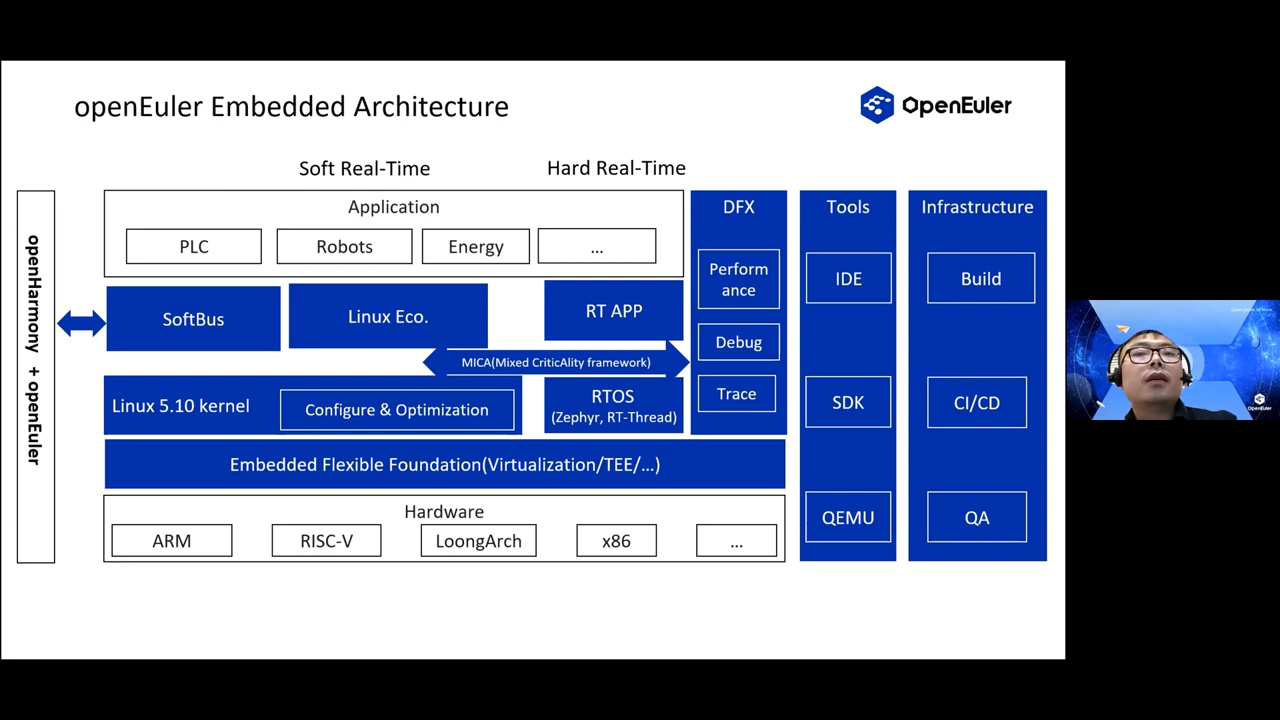 openEuler Embedded Architecture
OpenEuler
Soft Real-Time
Hard Real-Time
openHarmony + openEuler
Application
PLC
Robots
Energy
...
SoftBus
Linux Eco.
RT APP
MICA(Mixed CriticAlity framework)
Linux 5.10 kernel
Configure & Optimization
RTOS
(Zephyr, RT-Thread)
Embedded Flexible Foundation(Virtualization/TEE/...)
Hardware
ARM
RISC-V
LoongArch
x86
...
DFX
Perform
ance
Debug
Trace
Tools
IDE
SDK
QEMU
Infrastructure
Build
CI/CD
QA
OpenEuler